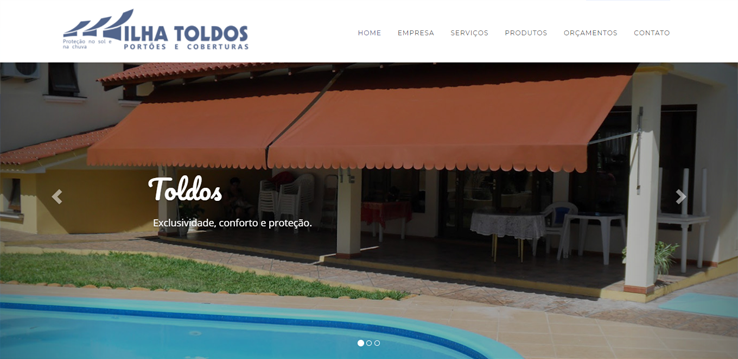 ILHA TOLDOS
Proteção no sol e
na chuva
PORTÕES E COBERTURAS
HOME EMPRESA SERVIÇOS PRODUTOS ORÇAMENTOS CONTATO
Toldos
Exclusividade, conforto e proteção.